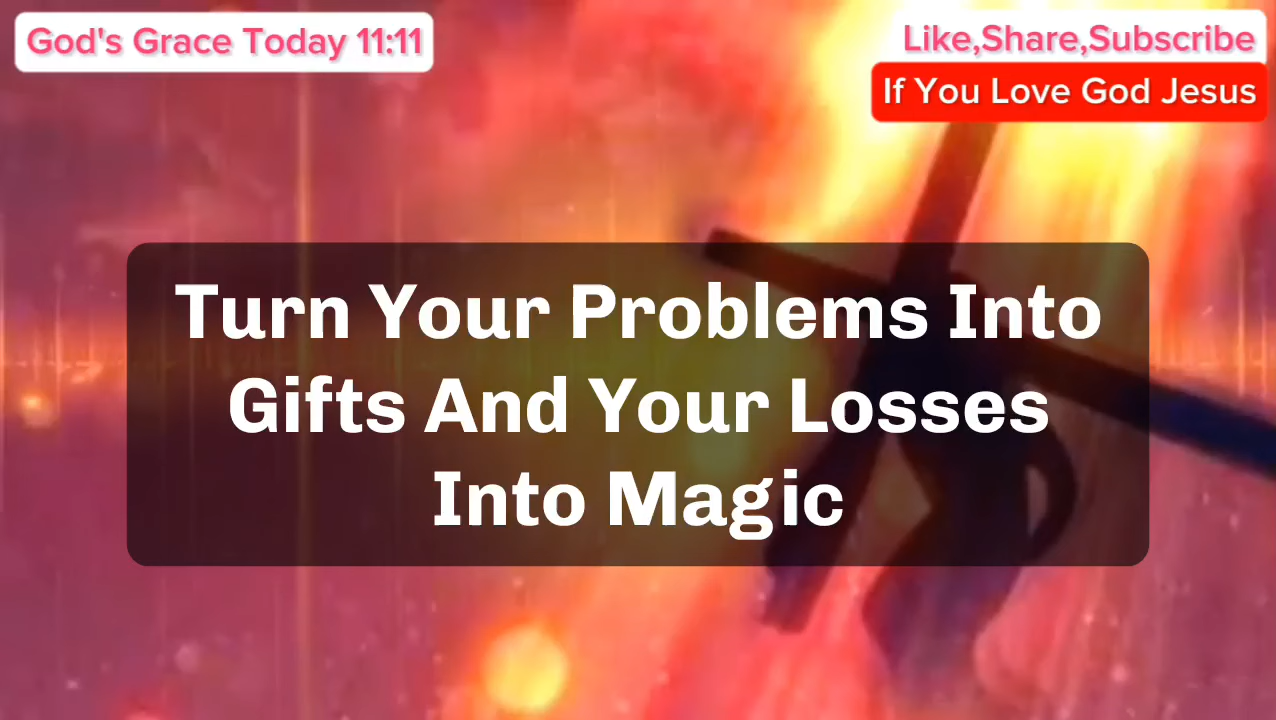 God's Grace Today 11:11
Like,Share,Subscribe
If You Love God Jesus
Turn Your Problems Into
Gifts And Your Losses
Into Magic